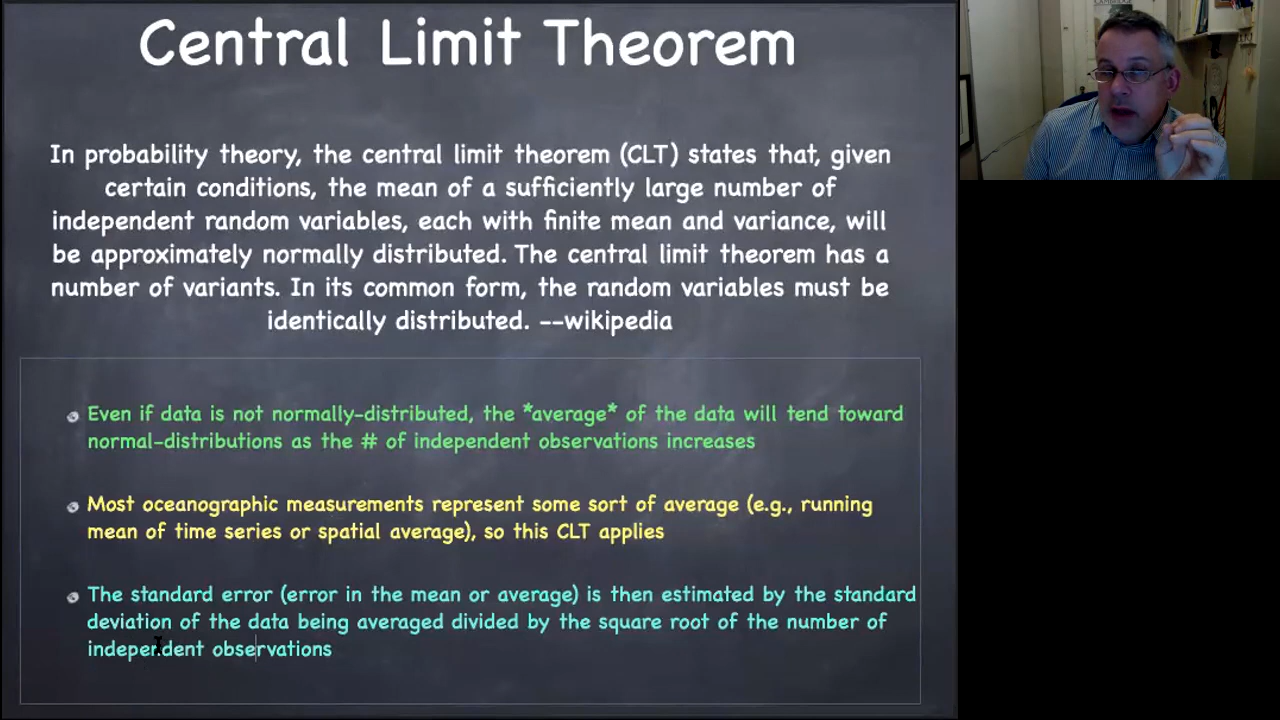 Central Limit Theorem
In probability theory, the central limit theorem (CLT) states that, given
certain conditions, the mean of a sufficiently large number of
independent random variables, each with finite mean and variance, will
be approximately normally distributed. The central limit theorem has a
number of variants. In its common form, the random variables must be
identically distributed. --wikipedia
Even if data is not normally-distributed, the *average* of the data will tend toward
normal-distributions as the # of independent observations increases
Most oceanographic measurements represent some sort of average (e.g., running
mean of time series or spatial average), so this CLT applies
The standard error (error in the mean or average) is then estimated by the standard
deviation of the data being averaged divided by the square root of the number of
independent observations